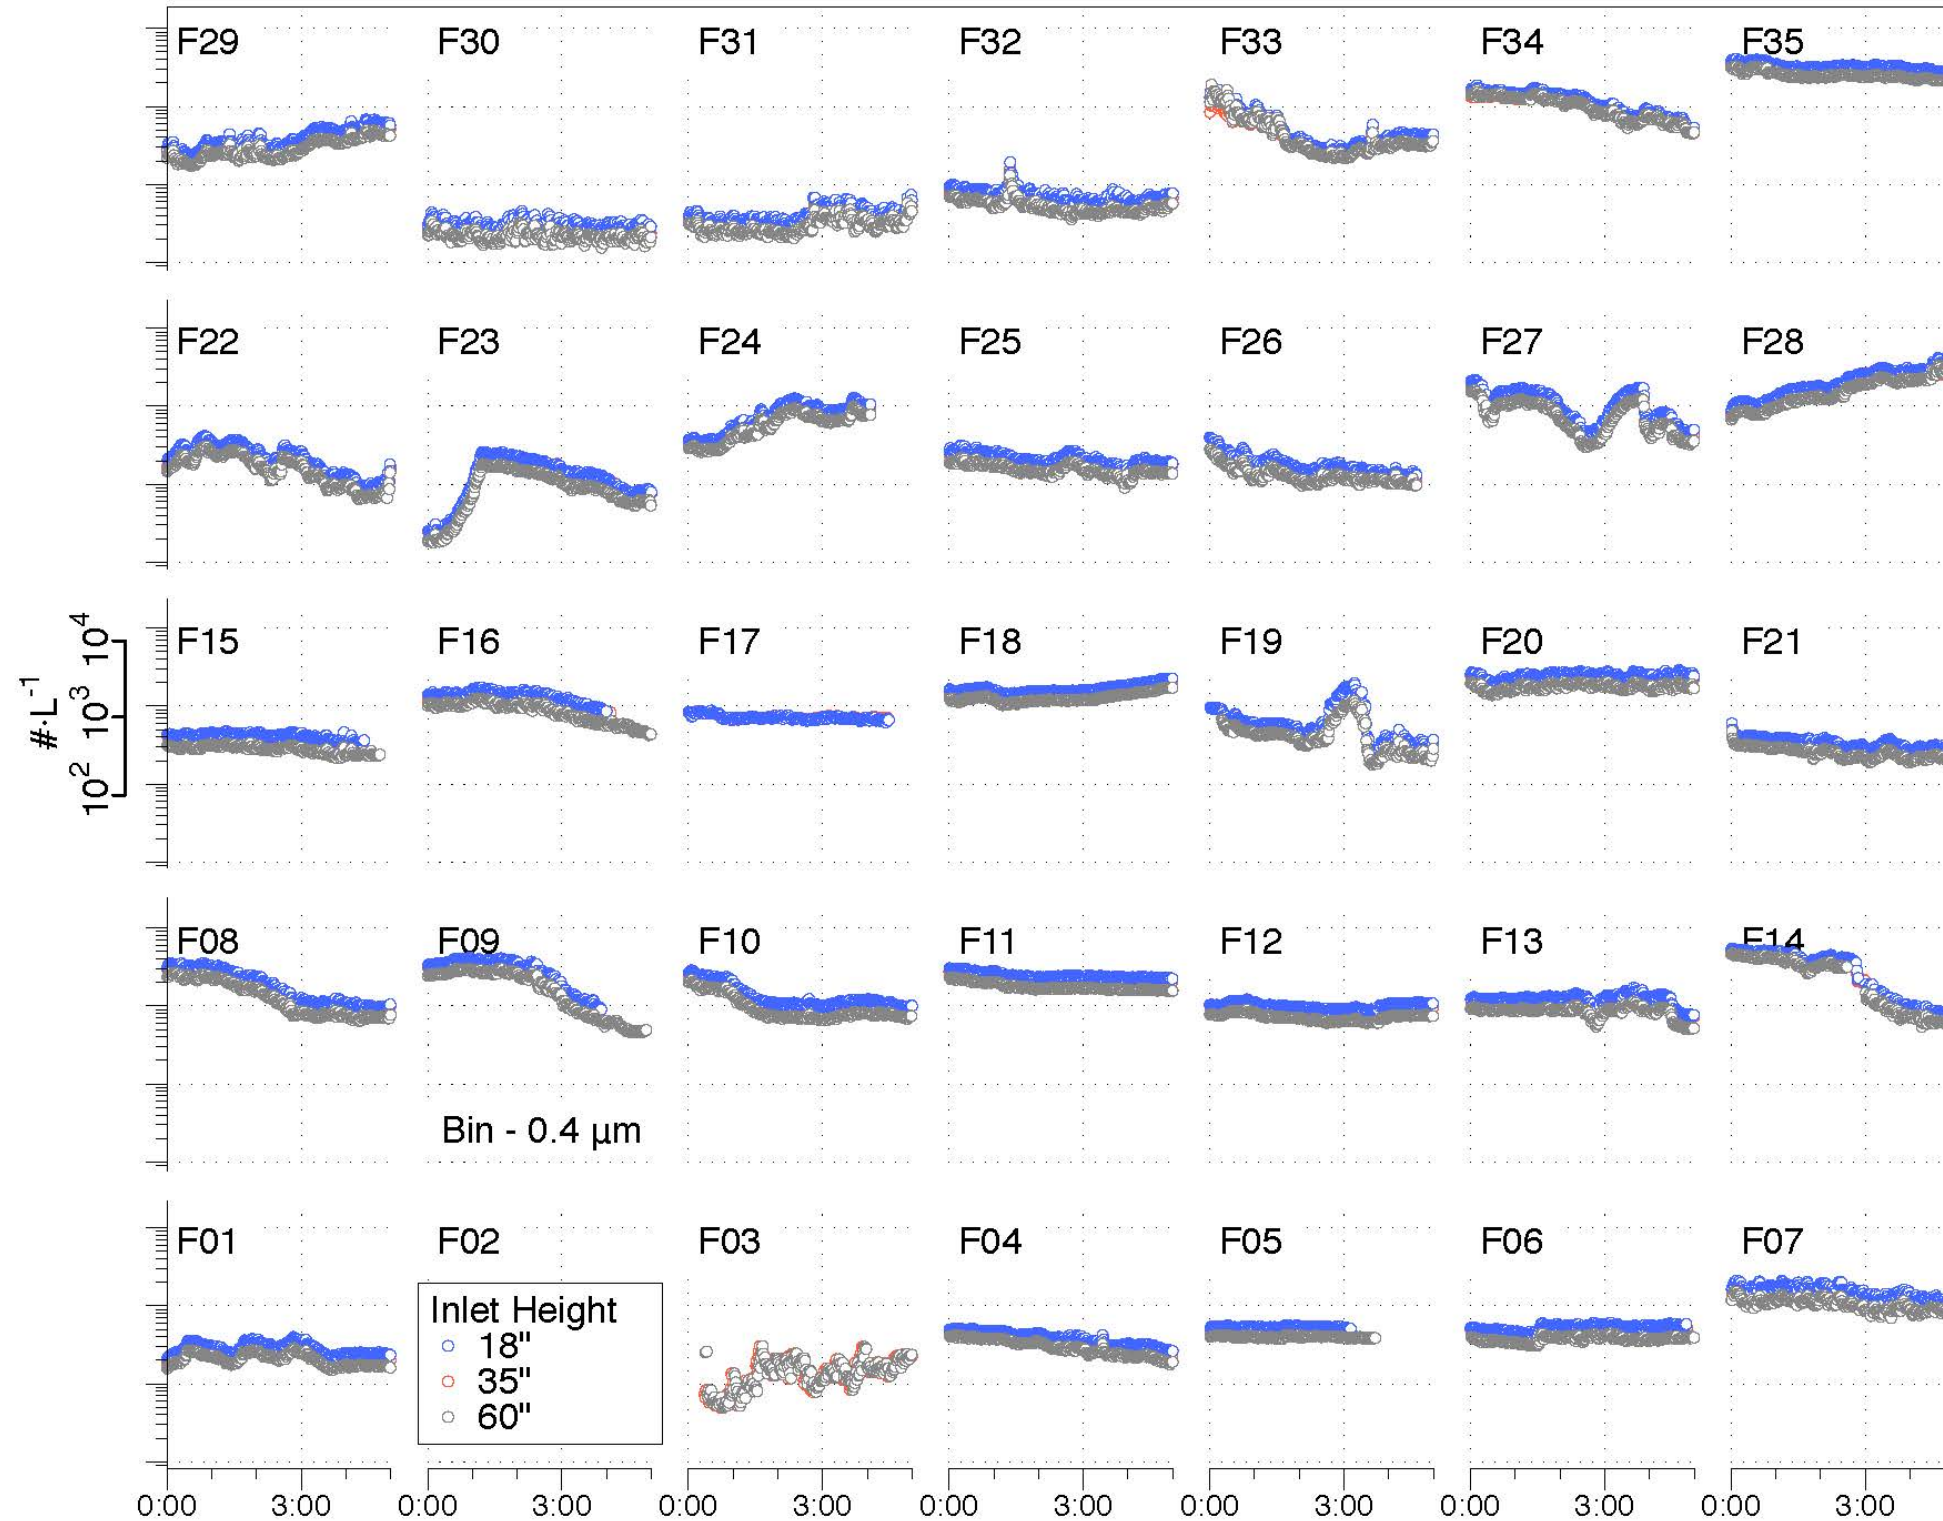 F29 F30 F31 F32 F33 F34 F35
F22 F23 F24 F25 F26 F27 F28
F15 F16 F17 F18 F19 F20 F21
#·L⁻¹
10⁴
10³
10²
F08 F09 F10 F11 F12 F13 F14
Bin - 0.4 µm
F01 F02 F03 F04 F05 F06 F07
Inlet Height
18"
35"
60"
0:00 3:00 0:00 3:00 0:00 3:00 0:00 3:00 0:00 3:00 0:00 3:00 0:00 3:00